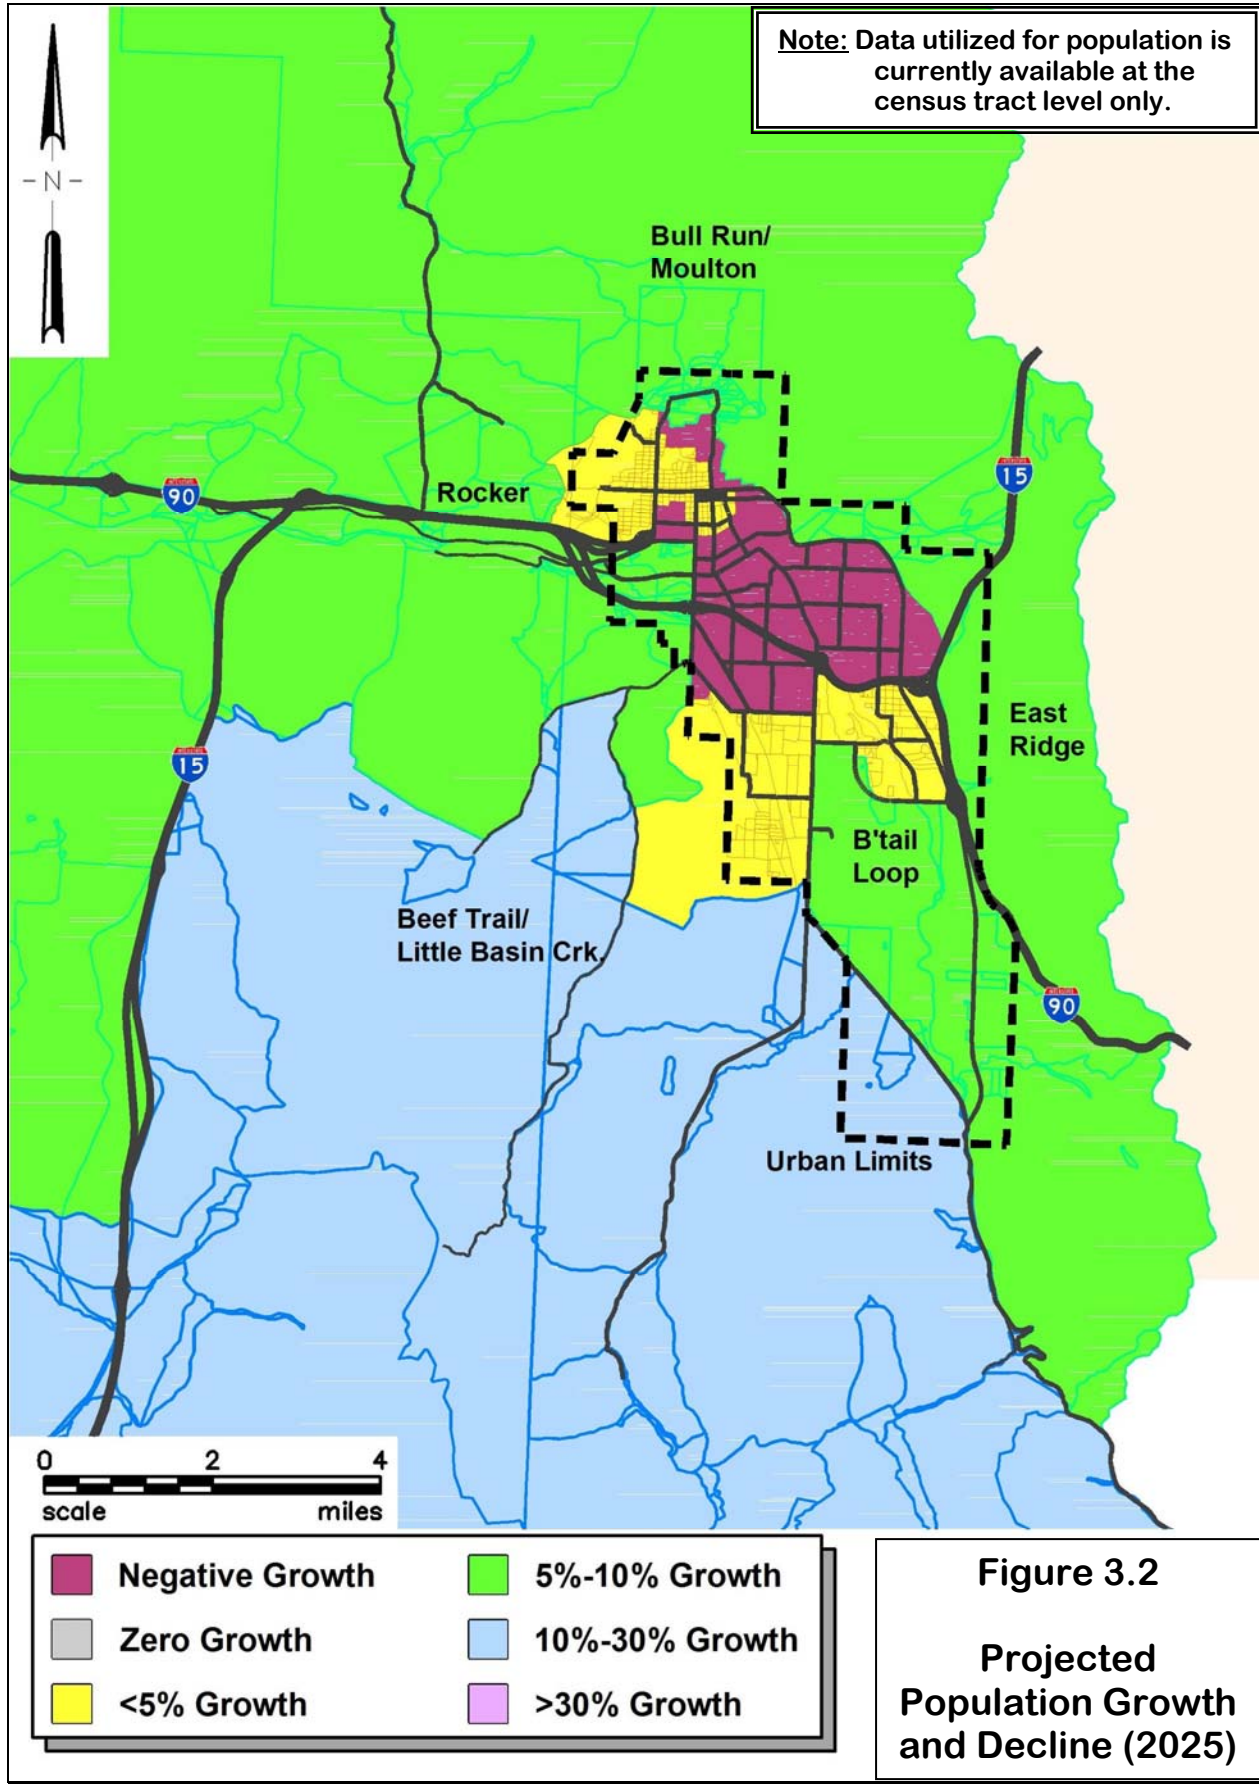 Note: Data utilized for population is
currently available at the
census tract level only.
- N -
Bull Run/
Moulton
15
90
Rocker
East
Ridge
15
B'tail
Loop
Beef Trail/
Little Basin Crk.
90
Urban Limits
0 2 4
scale miles
Negative Growth
Zero Growth
<5% Growth
5%-10% Growth
10%-30% Growth
>30% Growth
Figure 3.2
Projected
Population Growth
and Decline (2025)